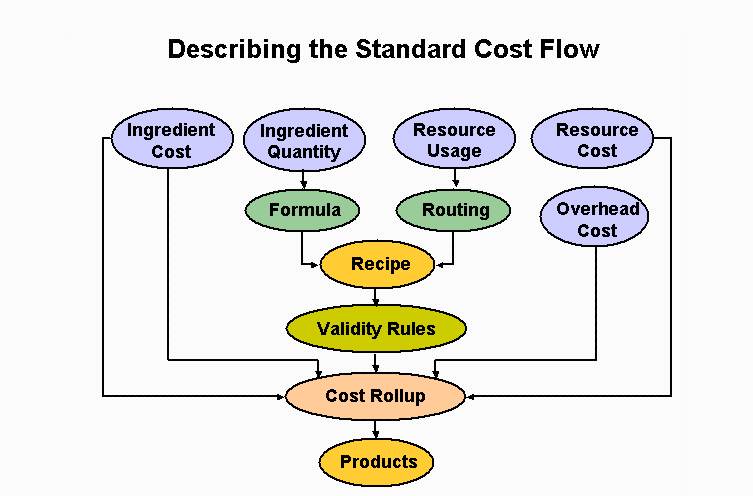 Describing the Standard Cost Flow
Ingredient
Cost
Ingredient
Quantity
Resource
Usage
Resource
Cost
Formula
Routing
Overhead
Cost
Recipe
Validity Rules
Cost Rollup
Products